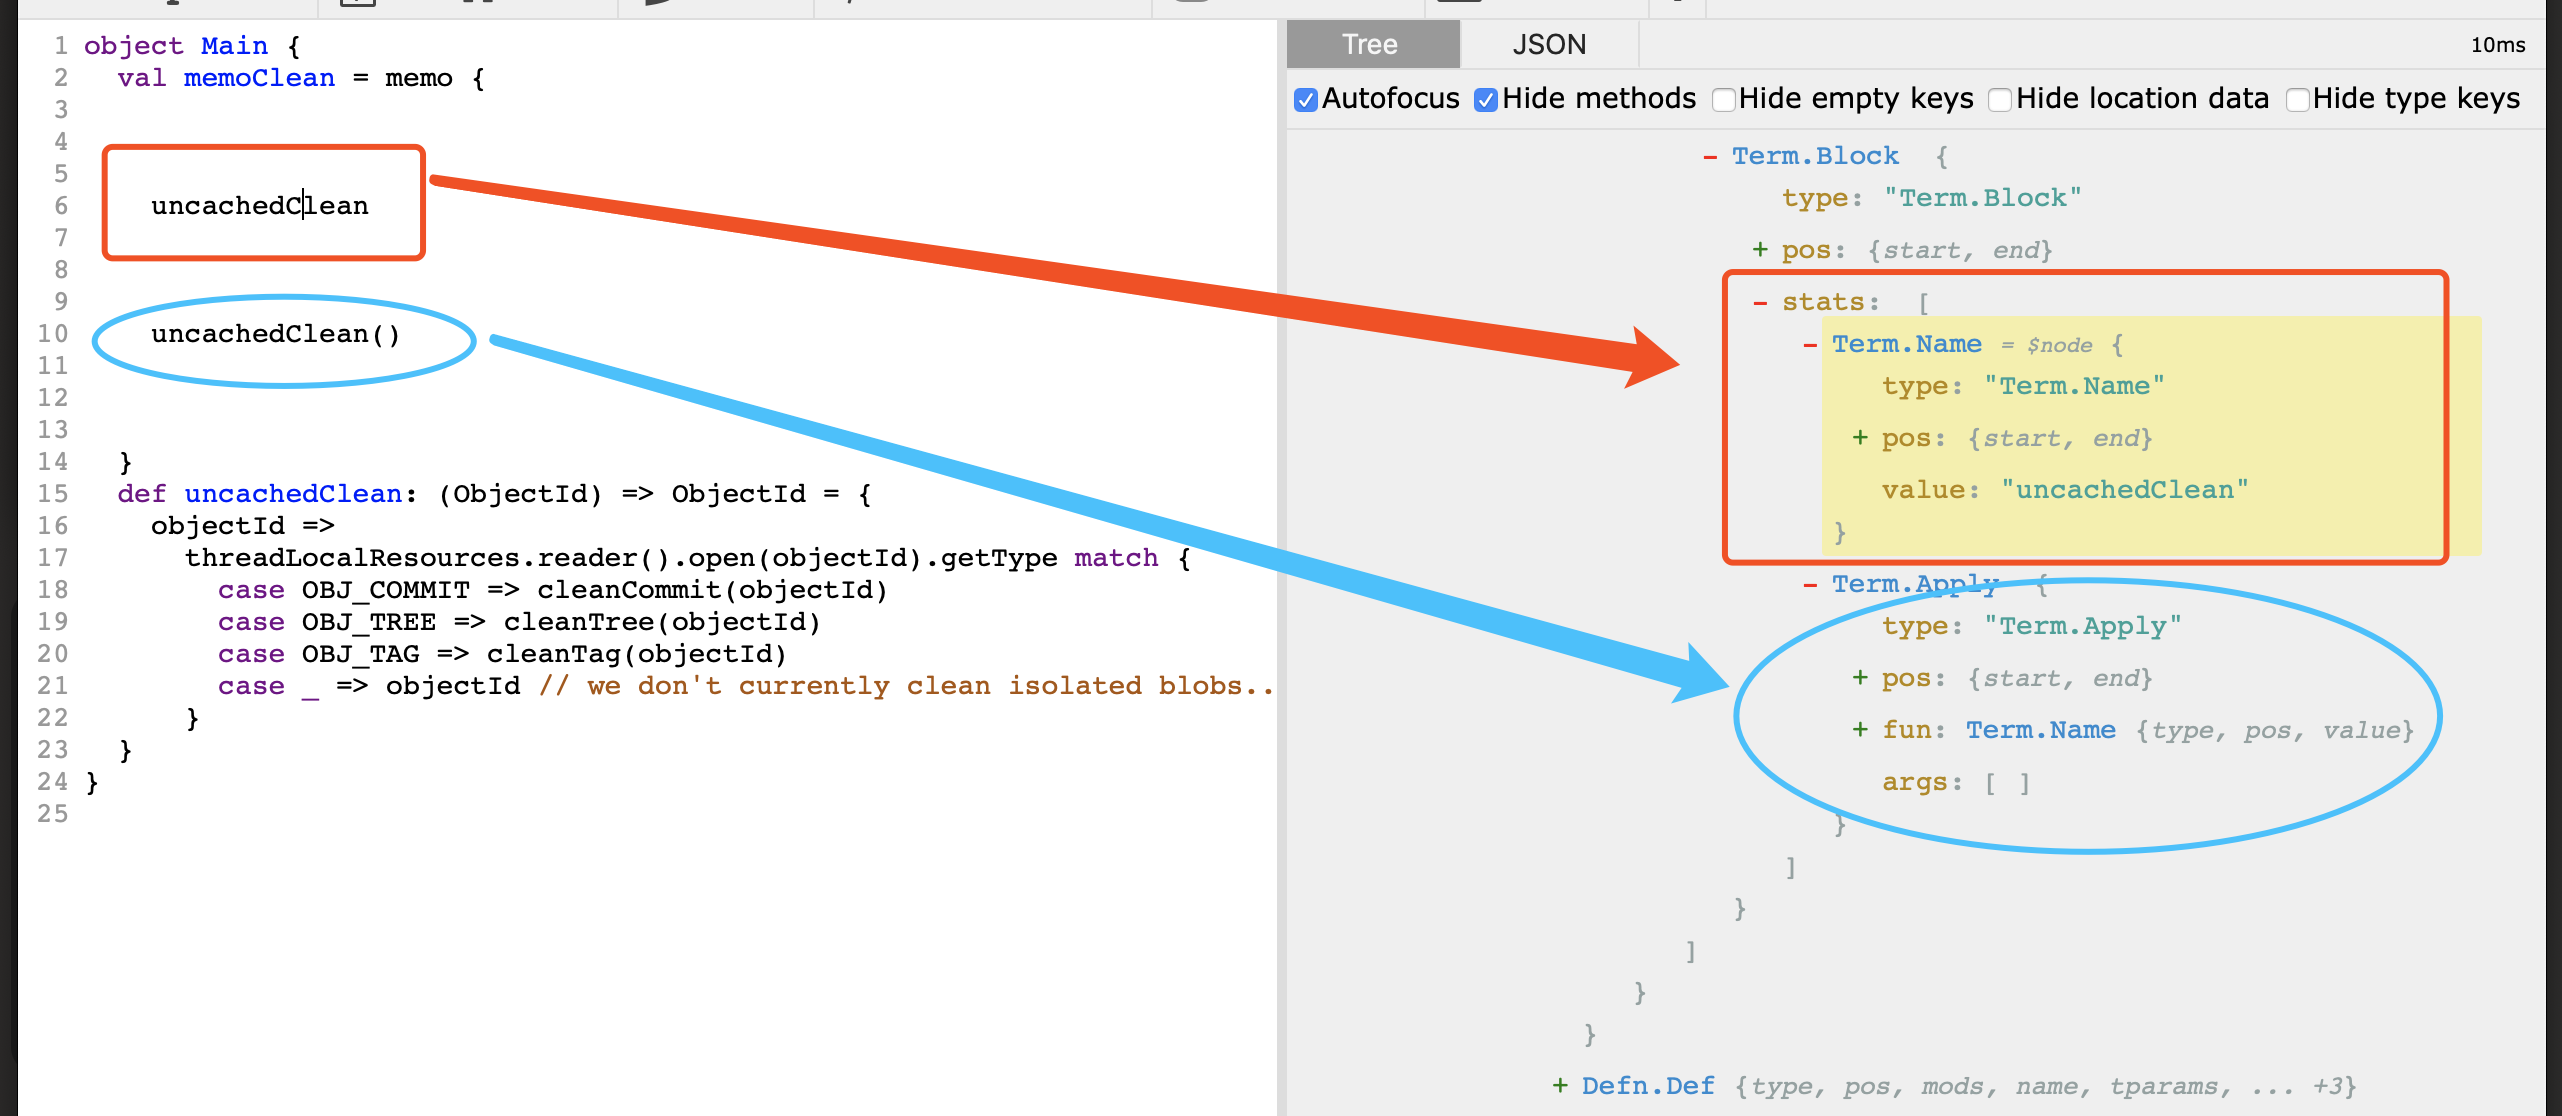 1 object Main {
2 val memoClean = memo {
3
4
5
6 uncachedClean
7
8
9
10 uncachedClean()
11
12
13
14 }
15 def uncachedClean: (ObjectId) => ObjectId = {
16 objectId =>
17 threadLocalResources.reader().open(objectId).getType match {
18 case OBJ_COMMIT => cleanCommit(objectId)
19 case OBJ_TREE => cleanTree(objectId)
20 case OBJ_TAG => cleanTag(objectId)
21 case _ => objectId // we don't currently clean isolated blobs..
22 }
23 }
24 }
25
Tree JSON 10ms
Autofocus Hide methods Hide empty keys Hide location data Hide type keys
- Term.Block {
type: "Term.Block"
+ pos: {start, end}
- stats: [
- Term.Name = $node {
type: "Term.Name"
+ pos: {start, end}
value: "uncachedClean"
}
- Term.Apply {
type: "Term.Apply"
+ pos: {start, end}
+ fun: Term.Name {type, pos, value}
args: [ ]
}
]
}
]
}
}
+ Defn.Def {type, pos, mods, name, tparams, ... +3}